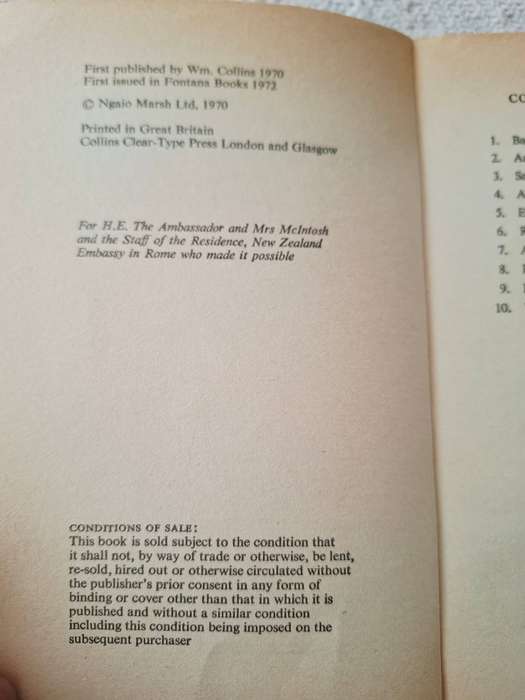 First published by Wm. Collins 1970
First issued in Fontana Books 1972
© Ngaio Marsh Ltd, 1970
Printed in Great Britain
Collins Clear-Type Press London and Glasgow
For H.E. The Ambassador and Mrs McIntosh
and the Staff of the Residence, New Zealand
Embassy in Rome who made it possible
CONDITIONS OF SALE:
This book is sold subject to the condition that
it shall not, by way of trade or otherwise, be lent,
re-sold, hired out or otherwise circulated without
the publisher's prior consent in any form of
binding or cover other than that in which it is
published and without a similar condition
including this condition being imposed on the
subsequent purchaser
CO
1.
2.
3.
4.
5.
6.
7.
8.
9.
10.